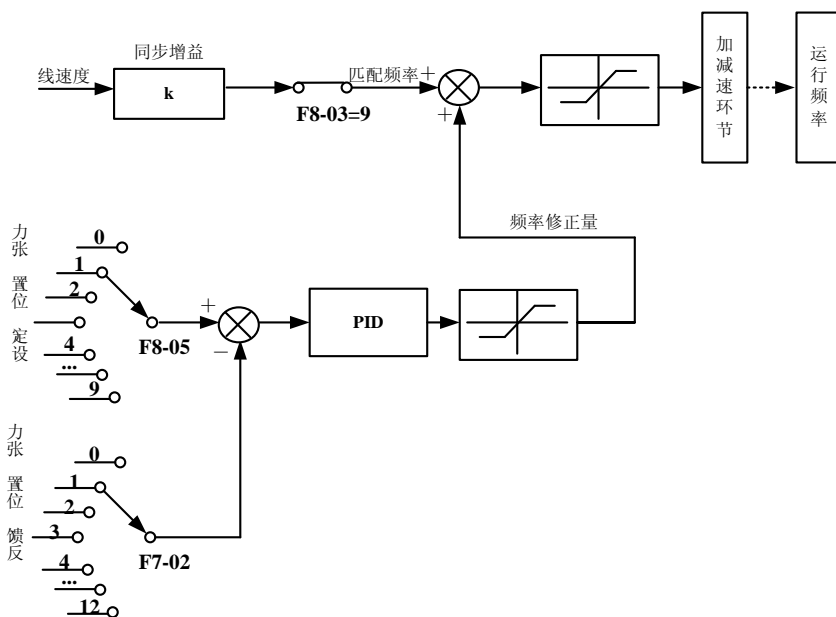 同步增益
线速度
k
F8-03=9
匹配频率
+
+
加减速环节
运行频率
频率修正量
力张
置位
定设
0
1
2
4
...
9
F8-05
+
−
PID
力张
置位
馈反
0
1
2
3
4
...
12
F7-02